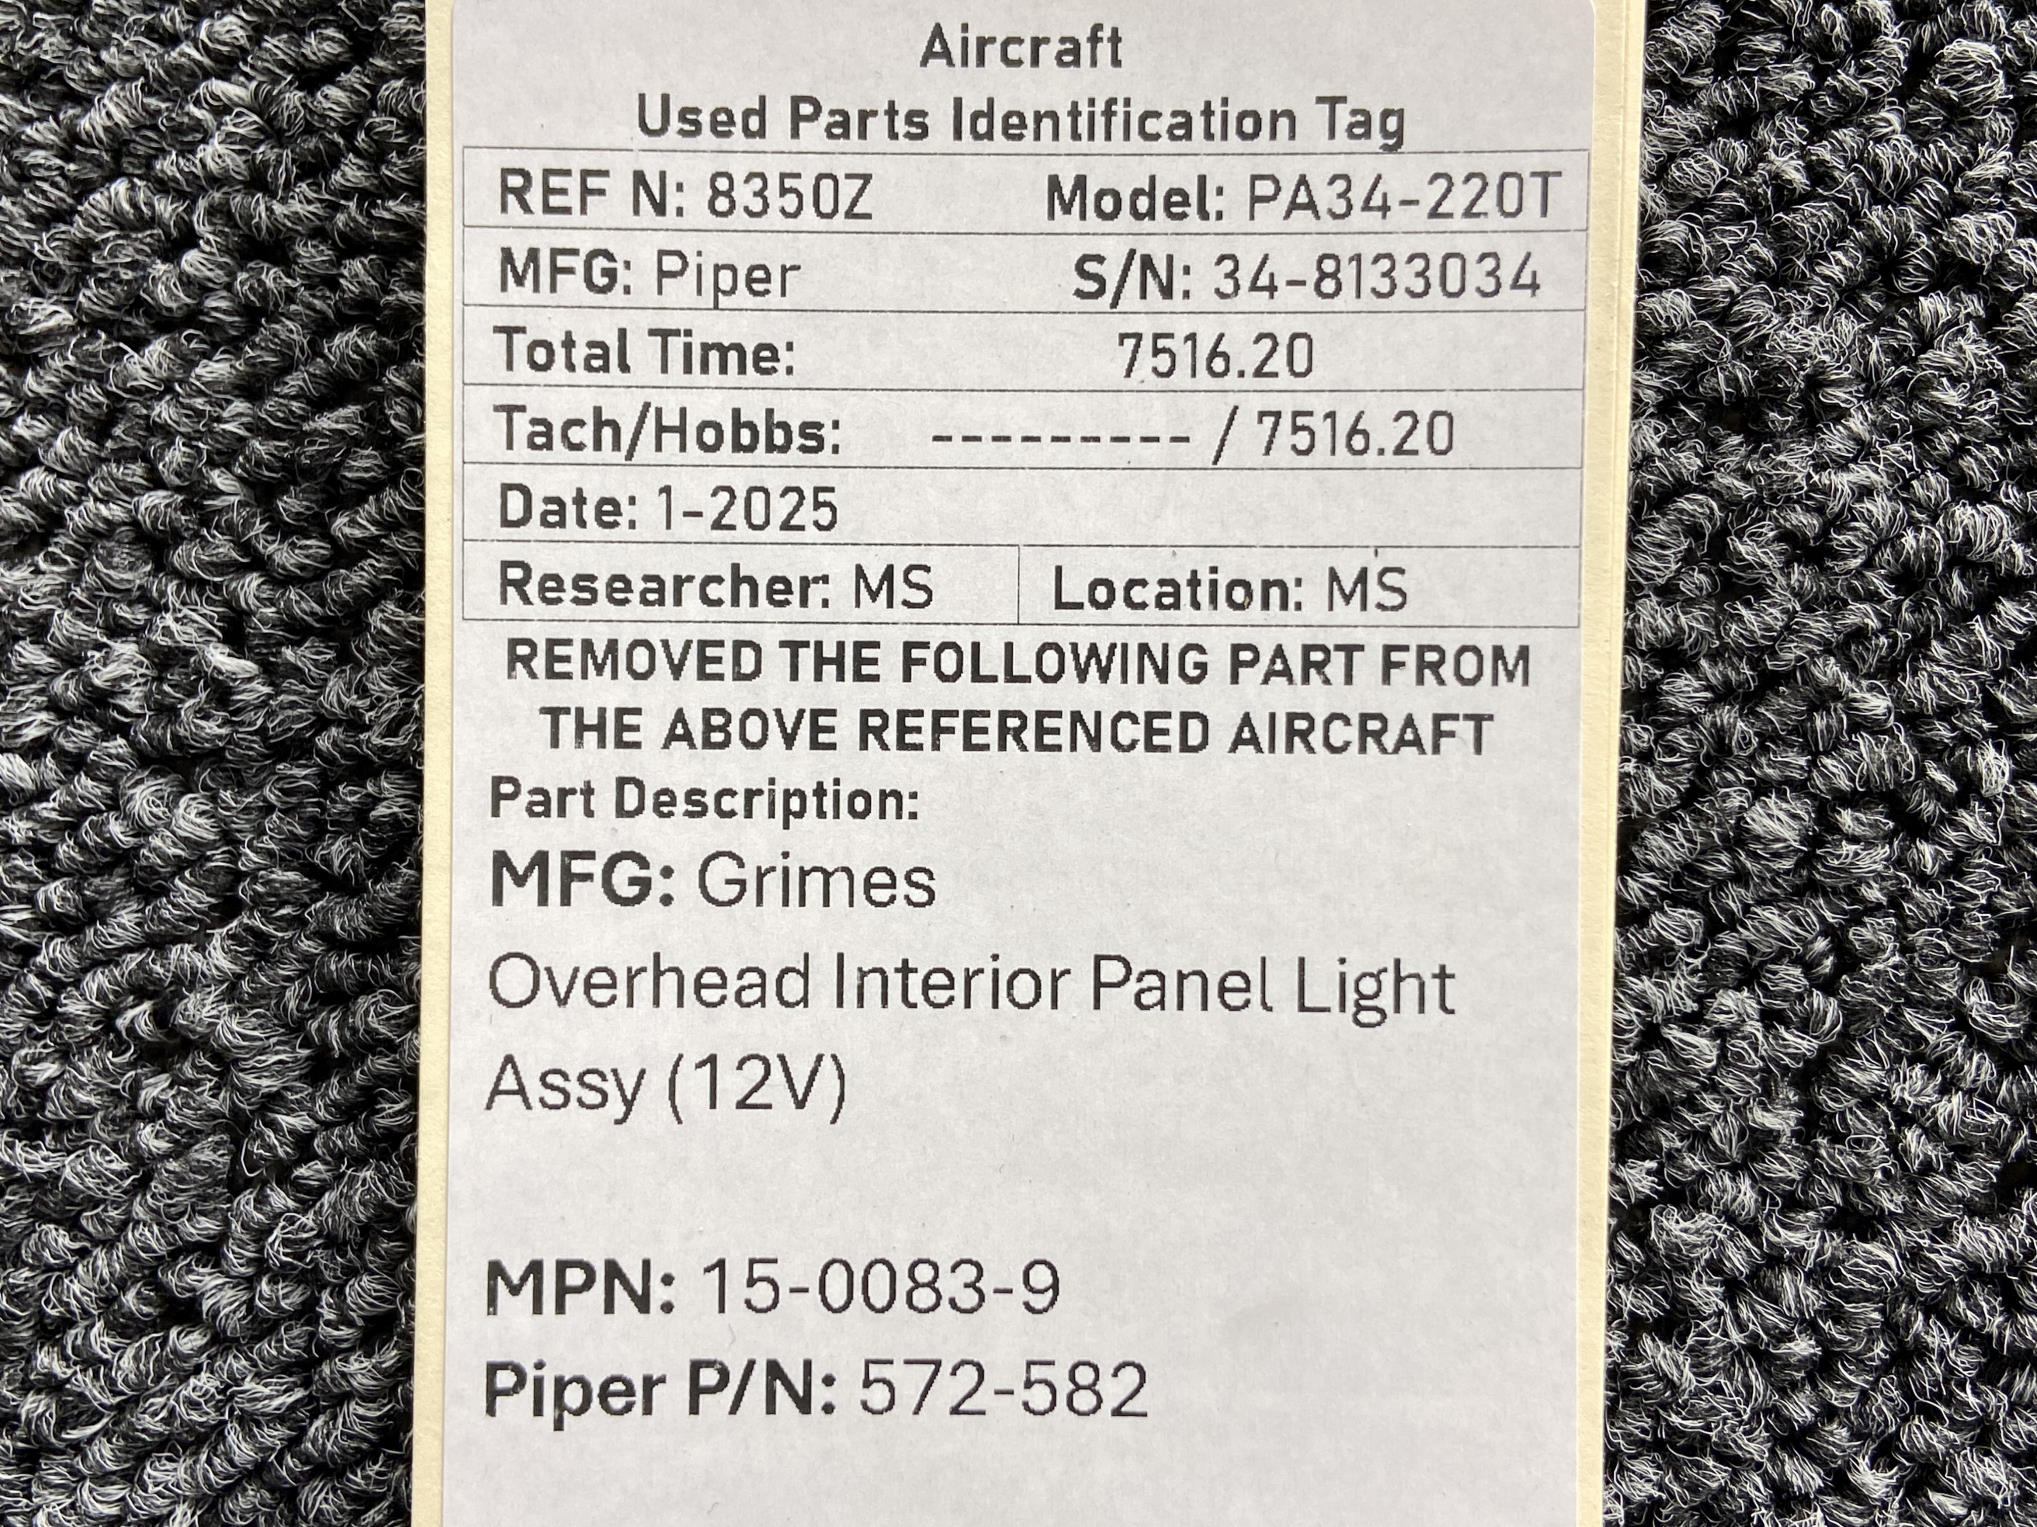 Aircraft
Used Parts Identification Tag
REF N: 8350Z Model: PA34-220T
MFG: Piper S/N: 34-8133034
Total Time: 7516.20
Tach/Hobbs: --------- / 7516.20
Date: 1-2025
Researcher: MS Location: MS
REMOVED THE FOLLOWING PART FROM
THE ABOVE REFERENCED AIRCRAFT
Part Description:
MFG: Grimes
Overhead Interior Panel Light
Assy (12V)
MPN: 15-0083-9
Piper P/N: 572-582